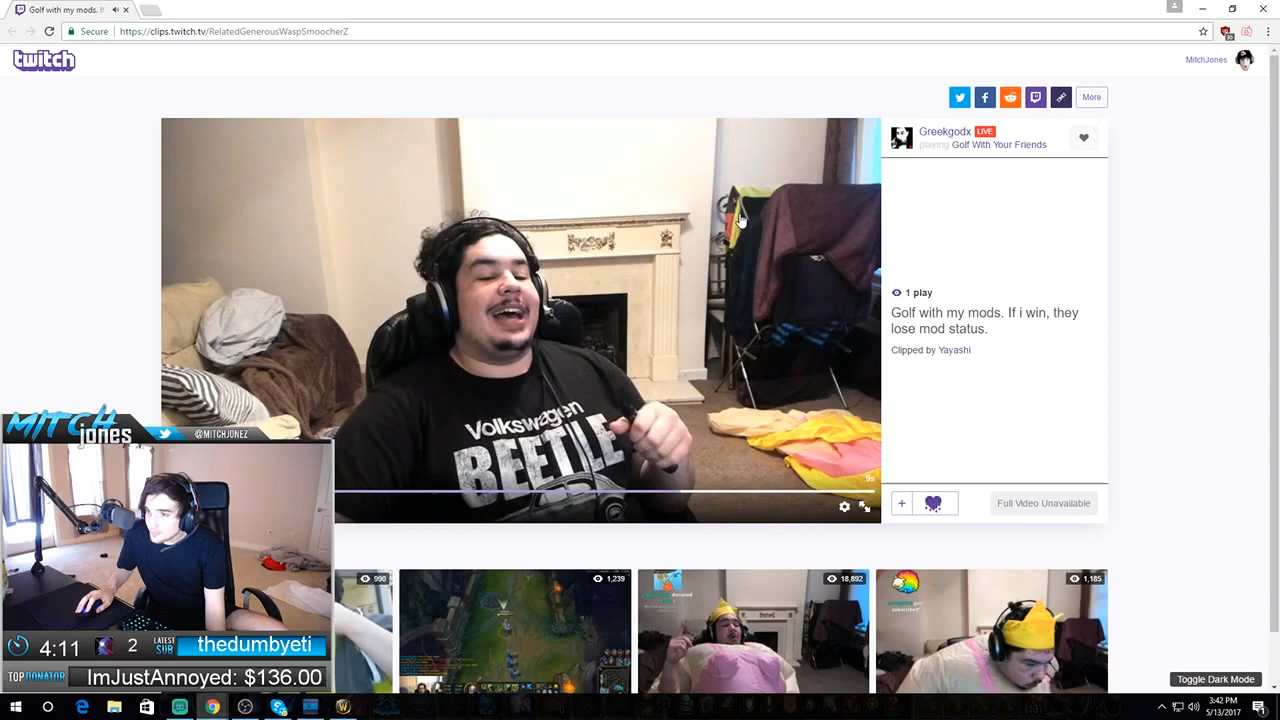 Golf with my mods. If
Secure
https://clips.twitch.tv/RelatedGenerousWaspSmoocherZ
twitch
MitchJones
More
Greekgodx LIVE
playing Golf With Your Friends
1 play
Golf with my mods. If i win, they
lose mod status.
Clipped by Yayashi
Volkswagen
BEETLE
9s
Full Video Unavailable
MITCH
jones
@MITCHJONEZ
990
1,239
18,892
1,185
4:11
2
LATEST
SUB
thedumbyeti
TOP DONATOR
ImJustAnnoyed: $136.00
Toggle Dark Mode
3:42 PM
5/13/2017